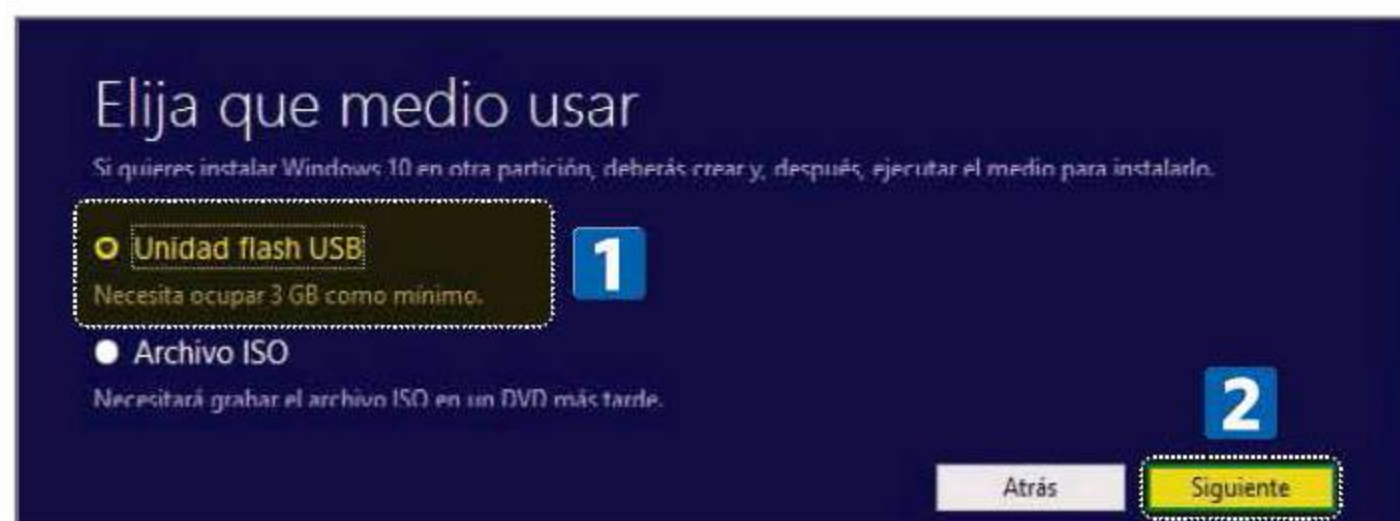 Elija que medio usar
Si quieres instalar Windows 10 en otra partición, deberás crear y, después, ejecutar el medio para instalarlo.
Unidad flash USB
1
Necesita ocupar 3 GB como mínimo.
Archivo ISO
Necesitará grabar el archivo ISO en un DVD más tarde.
2
Atrás Siguiente